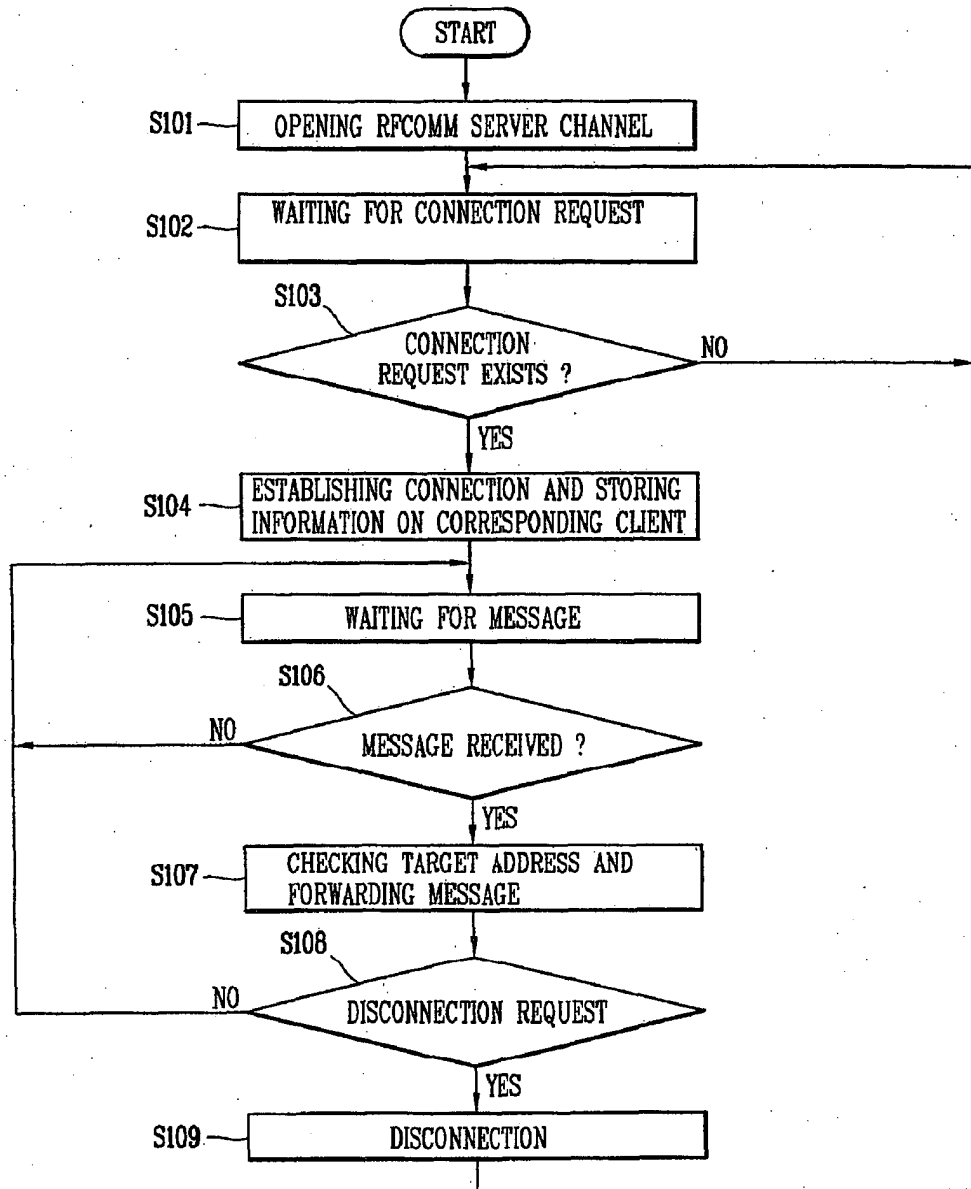 START
S101
OPENING RFCOMM SERVER CHANNEL
S102
WAITING FOR CONNECTION REQUEST
S103
CONNECTION
REQUEST EXISTS ?
NO
YES
S104
ESTABLISHING CONNECTION AND STORING
INFORMATION ON CORRESPONDING CLIENT
S105
WAITING FOR MESSAGE
S106
NO
MESSAGE RECEIVED ?
YES
S107
CHECKING TARGET ADDRESS AND
FORWARDING MESSAGE
S108
NO
DISCONNECTION REQUEST
YES
S109
DISCONNECTION